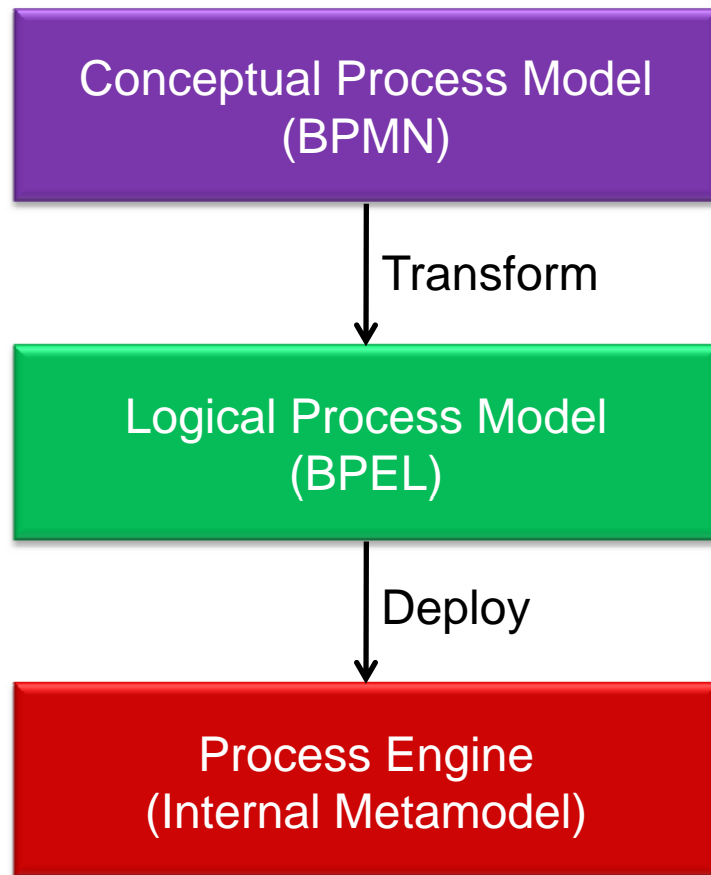 Conceptual Process Model
(BPMN)
Transform
Logical Process Model
(BPEL)
Deploy
Process Engine
(Internal Metamodel)